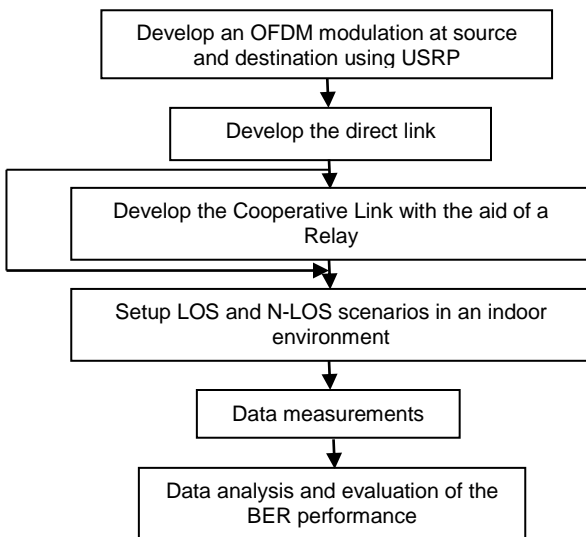 Develop an OFDM modulation at source
and destination using USRP
Develop the direct link
Develop the Cooperative Link with the aid of a
Relay
Setup LOS and N-LOS scenarios in an indoor
environment
Data measurements
Data analysis and evaluation of the
BER performance